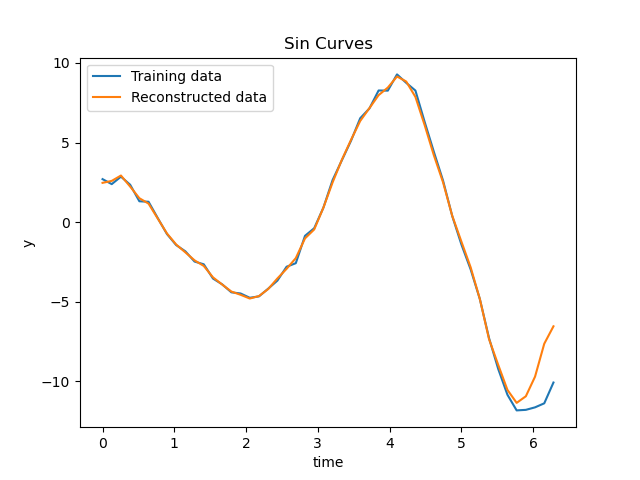 Sin Curves
Training data
Reconstructed data
10
5
0
−5
−10
y
0 1 2 3 4 5 6
time